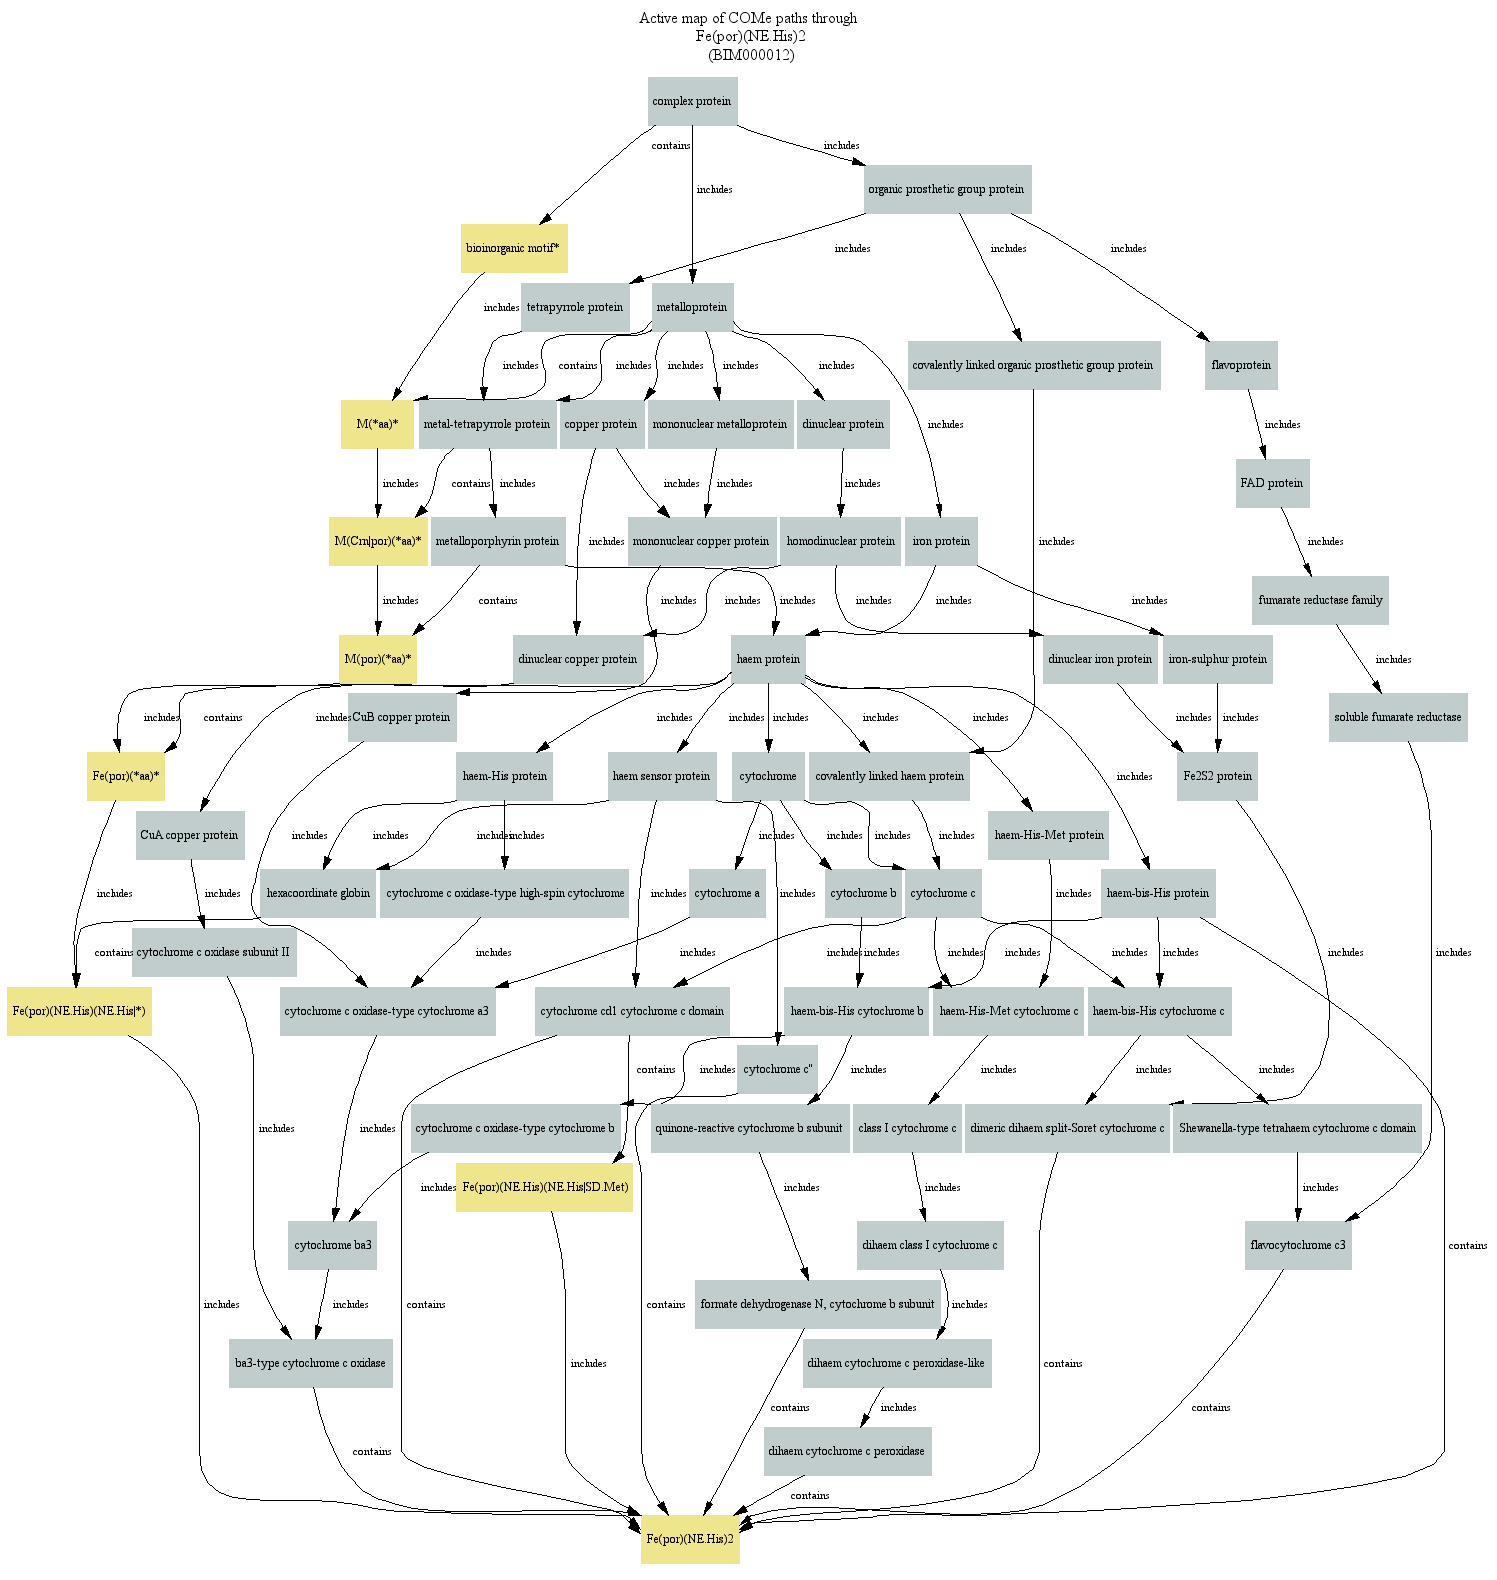 Active map of COMe paths through
Fe(por)(NE.His)2
(BIM000012)
complex protein
contains
includes
includes
organic prosthetic group protein
bioinorganic motif*
includes
includes
includes
includes
tetrapyrrole protein
metalloprotein
covalently linked organic prosthetic group protein
flavoprotein
includes
contains
includes
includes
includes
includes
M(*aa)*
metal-tetrapyrrole protein
copper protein
mononuclear metalloprotein
dinuclear protein
includes
includes
FAD protein
includes
contains
includes
includes
includes
includes
M(Crn|por)(*aa)*
metalloporphyrin protein
includes
mononuclear copper protein
homodinuclear protein
iron protein
includes
includes
fumarate reductase family
includes
contains
includes
includes
includes
includes
includes
includes
M(por)(*aa)*
dinuclear copper protein
haem protein
dinuclear iron protein
iron-sulphur protein
includes
includes
contains
includes
CuB copper protein
includes
includes
includes
includes
includes
includes
includes
soluble fumarate reductase
Fe(por)(*aa)*
haem-His protein
haem sensor protein
cytochrome
covalently linked haem protein
includes
Fe2S2 protein
CuA copper protein
includes
includes
includes
includes
includes
includes
includes
includes
haem-His-Met protein
includes
includes
hexacoordinate globin
cytochrome c oxidase-type high-spin cytochrome
includes
cytochrome a
includes
cytochrome b
cytochrome c
includes
haem-bis-His protein
contains
cytochrome c oxidase subunit II
includes
includes
includes
includes
includes
includes
includes
includes
includes
Fe(por)(NE.His)(NE.His|*)
cytochrome c oxidase-type cytochrome a3
cytochrome cd1 cytochrome c domain
haem-bis-His cytochrome b
haem-His-Met cytochrome c
haem-bis-His cytochrome c
contains
includes
cytochrome c"
includes
includes
includes
includes
includes
includes
cytochrome c oxidase-type cytochrome b
quinone-reactive cytochrome b subunit
class I cytochrome c
dimeric dihaem split-Soret cytochrome c
Shewanella-type tetrahaem cytochrome c domain
includes
Fe(por)(NE.His)(NE.His|SD.Met)
includes
includes
includes
cytochrome ba3
dihaem class I cytochrome c
flavocytochrome c3
contains
includes
includes
contains
contains
formate dehydrogenase N, cytochrome b subunit
includes
ba3-type cytochrome c oxidase
includes
dihaem cytochrome c peroxidase-like
contains
contains
includes
contains
contains
dihaem cytochrome c peroxidase
contains
Fe(por)(NE.His)2